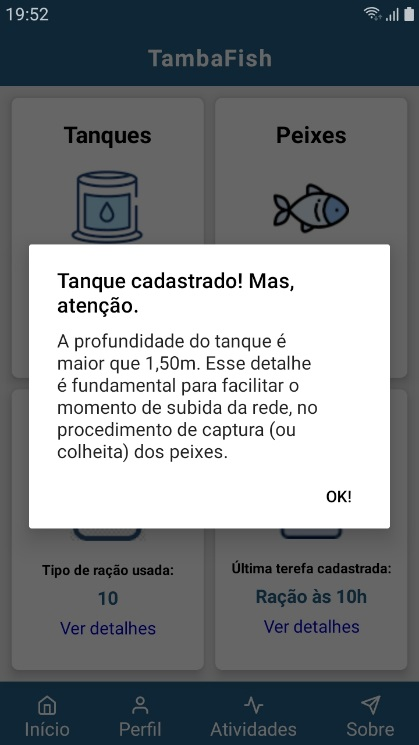 19:52
TambaFish
Tanques
Peixes
Tanque cadastrado! Mas,
atenção.
A profundidade do tanque é
maior que 1,50m. Esse detalhe
é fundamental para facilitar o
momento de subida da rede, no
procedimento de captura (ou
colheita) dos peixes.
OK!
Tipo de ração usada:
10
Ver detalhes
Última terefa cadastrada:
Ração às 10h
Ver detalhes
Início
Perfil
Atividades
Sobre